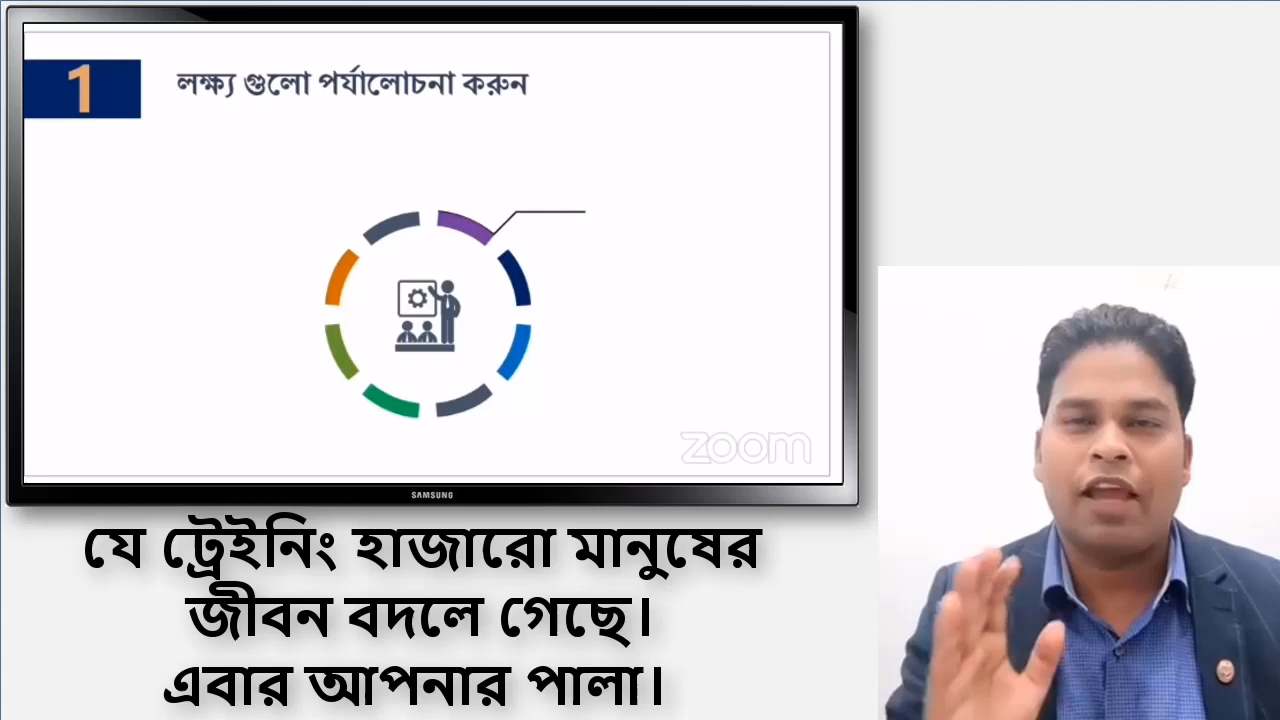 1
লক্ষ্য গুলো পর্যালোচনা করুন
zoom
SAMSUNG
যে ট্রেইনিং হাজারো মানুষের
জীবন বদলে গেছে।
এবার আপনার পালা।